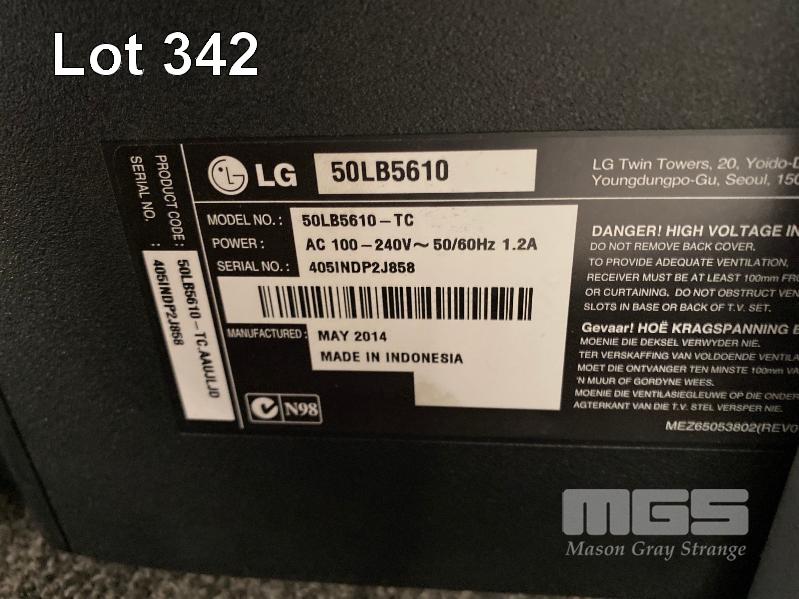 Lot 342
LG 50LB5610
LG Twin Towers, 20, Yoido-D
Youngdungpo-Gu, Seoul, 150
MODEL NO. : 50LB5610-TC
POWER : AC 100-240V~ 50/60Hz 1.2A
SERIAL NO. : 405INDP2J858
MANUFACTURED : MAY 2014
MADE IN INDONESIA
N98
PRODUCT CODE : 50LB5610-TC.AAUJLJD
SERIAL NO. : 405INDP2J858
DANGER! HIGH VOLTAGE IN
DO NOT REMOVE BACK COVER.
TO PROVIDE ADEQUATE VENTILATION,
RECEIVER MUST BE AT LEAST 100mm FRO
OR CURTAINING, DO NOT OBSTRUCT VEN
SLOTS IN BASE OR BACK OF T.V. SET.
Gevaar! HOË KRAGSPANNING B
MOENIE DIE DEKSEL VERWYDER NIE.
TER VERSKAFFING VAN VOLDOENDE VENTILA
MOET DIE ONTVANGER TEN MINSTE 100mm VA
'N MUUR OF GORDYNE WEES.
MOENIE DIE VENTILASIEGLEUWE OP DIE ONDER
AGTERKANT VAN DIE T.V. STEL VERSPER NIE.
MEZ65053802(REV0
MGS
Mason Gray Strange